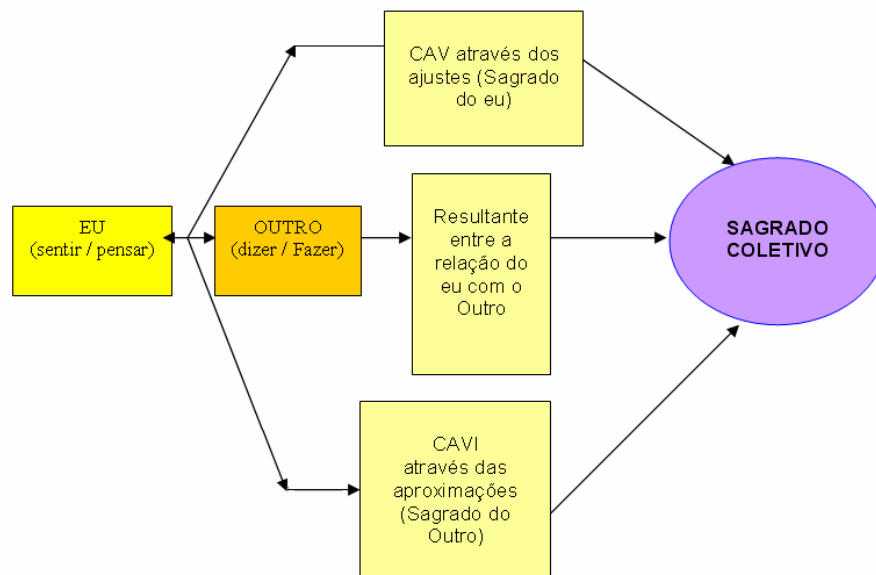 CAV através dos
ajustes (Sagrado
do eu)
EU
(sentir / pensar)
OUTRO
(dizer / Fazer)
Resultante
entre a
relação do
eu com o
Outro
SAGRADO
COLETIVO
CAVI
através das
aproximações
(Sagrado do
Outro)